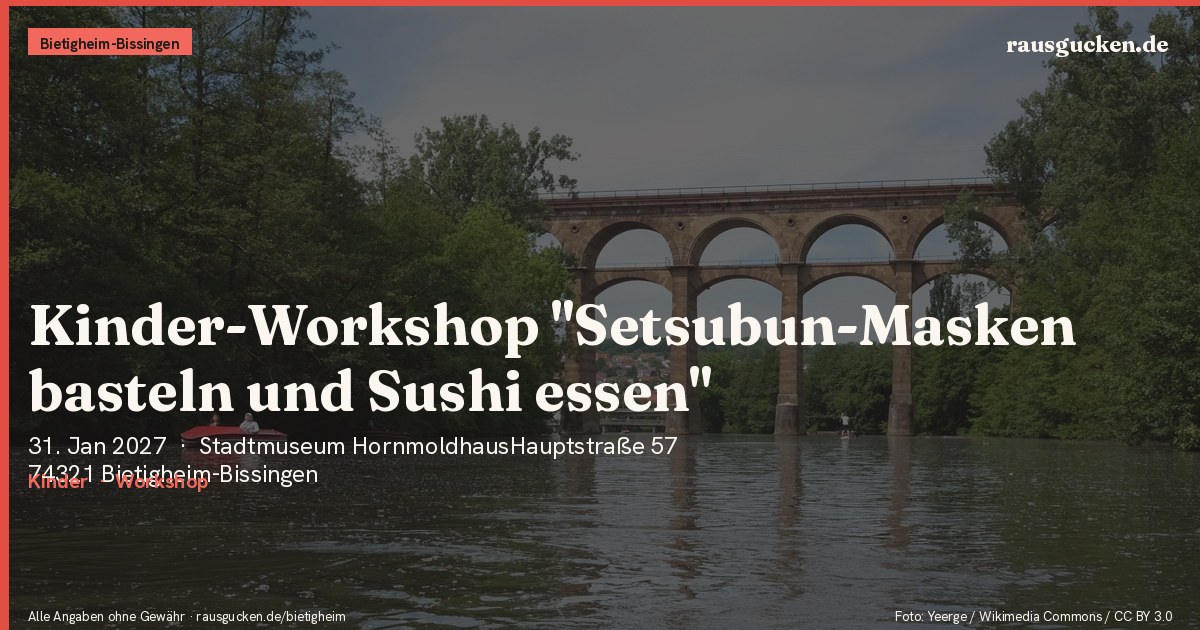 Bietigheim-Bissingen
rausgucken.de
Kinder-Workshop "Setsubun-Masken
basteln und Sushi essen"
31. Jan 2027 · Stadtmuseum HornmoldhausHauptstraße 57
74321 Bietigheim-Bissingen
Kinder · Workshop
Alle Angaben ohne Gewähr · rausgucken.de/bietigheim
Foto: Yeerge / Wikimedia Commons / CC BY 3.0